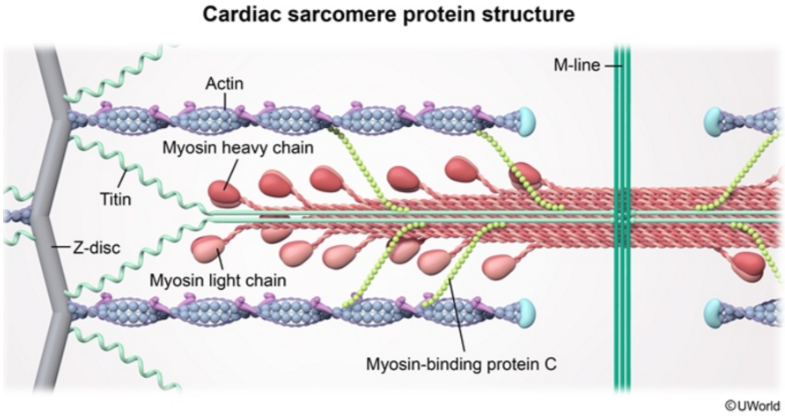 Cardiac sarcomere protein structure
M-line
Actin
Myosin heavy chain
Titin
Z-disc
Myosin light chain
Myosin-binding protein C
©UWorld